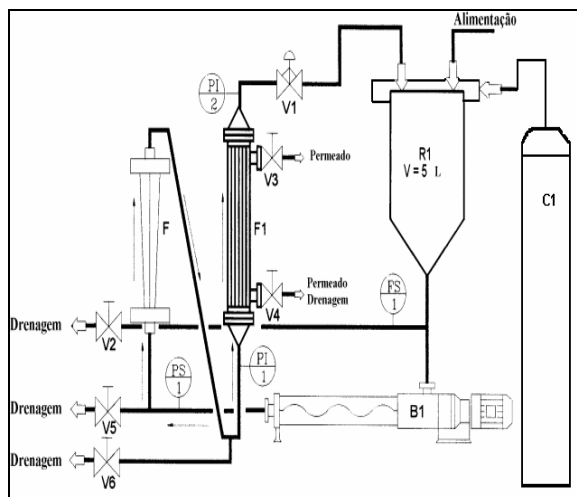 Alimentação
PI
2
V1
R1
V = 5 L
C1
V3
Permeado
F
F1
FS
1
Permeado
Drenagem
V4
Drenagem
V2
PI
1
PS
1
B1
Drenagem
V5
Drenagem
V6